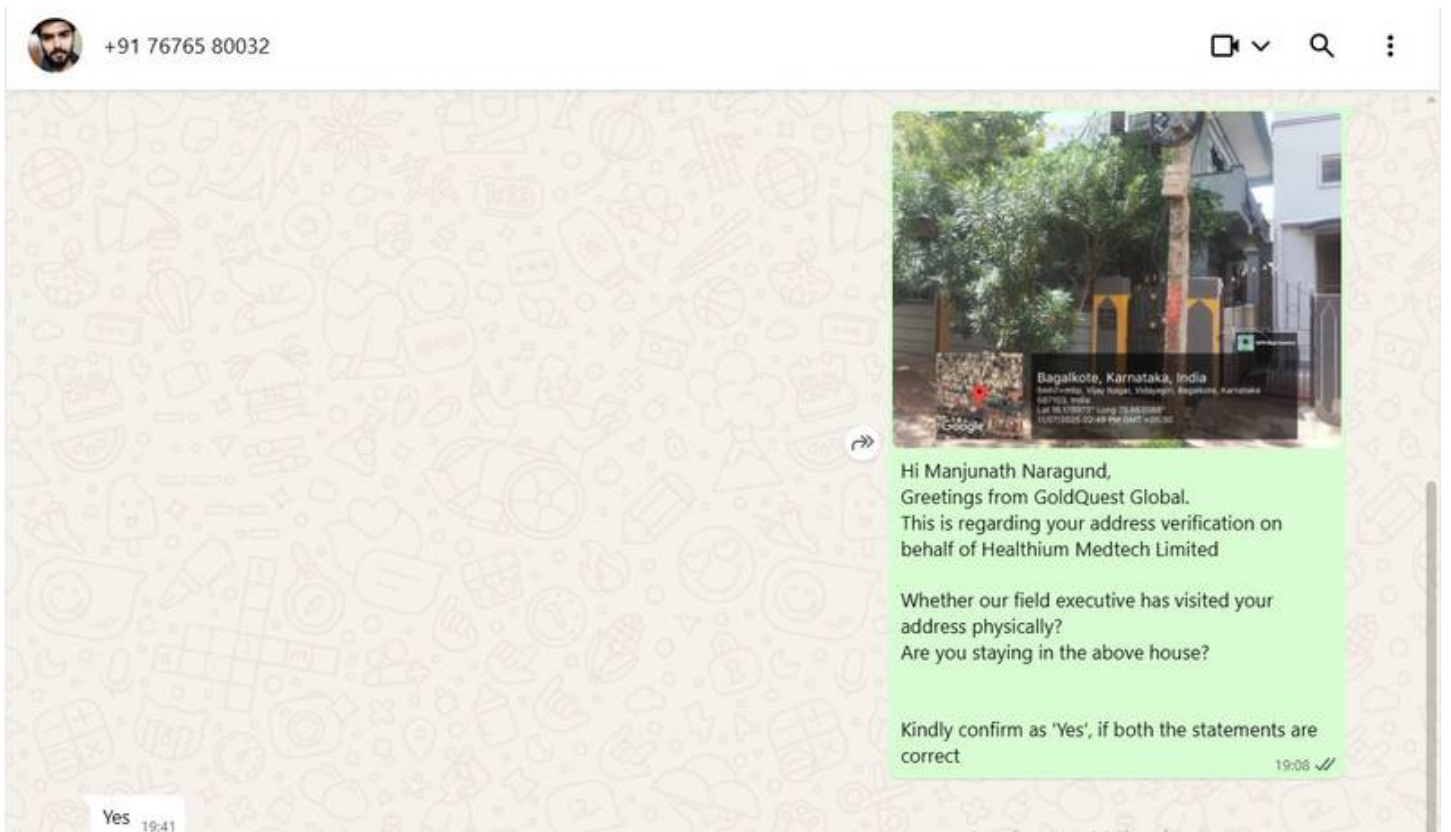 +91 76765 80032
Bagalkote, Karnataka, India
Karnataka
587103, India
Google
Hi Manjunath Naragund,
Greetings from GoldQuest Global.
This is regarding your address verification on
behalf of Healthium Medtech Limited
Whether our field executive has visited your
address physically?
Are you staying in the above house?
Kindly confirm as 'Yes', if both the statements are
correct
19:08
Yes 19:41